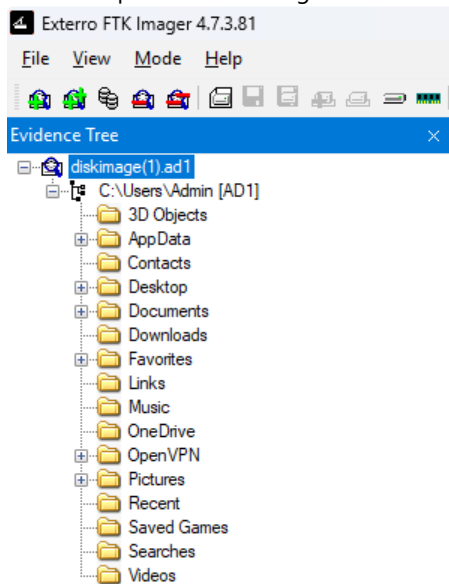 Exterro FTK Imager 4.7.3.81
File View Mode Help
Evidence Tree
diskimage(1).ad1
C:\Users\Admin [AD1]
3D Objects
AppData
Contacts
Desktop
Documents
Downloads
Favorites
Links
Music
OneDrive
OpenVPN
Pictures
Recent
Saved Games
Searches
Videos